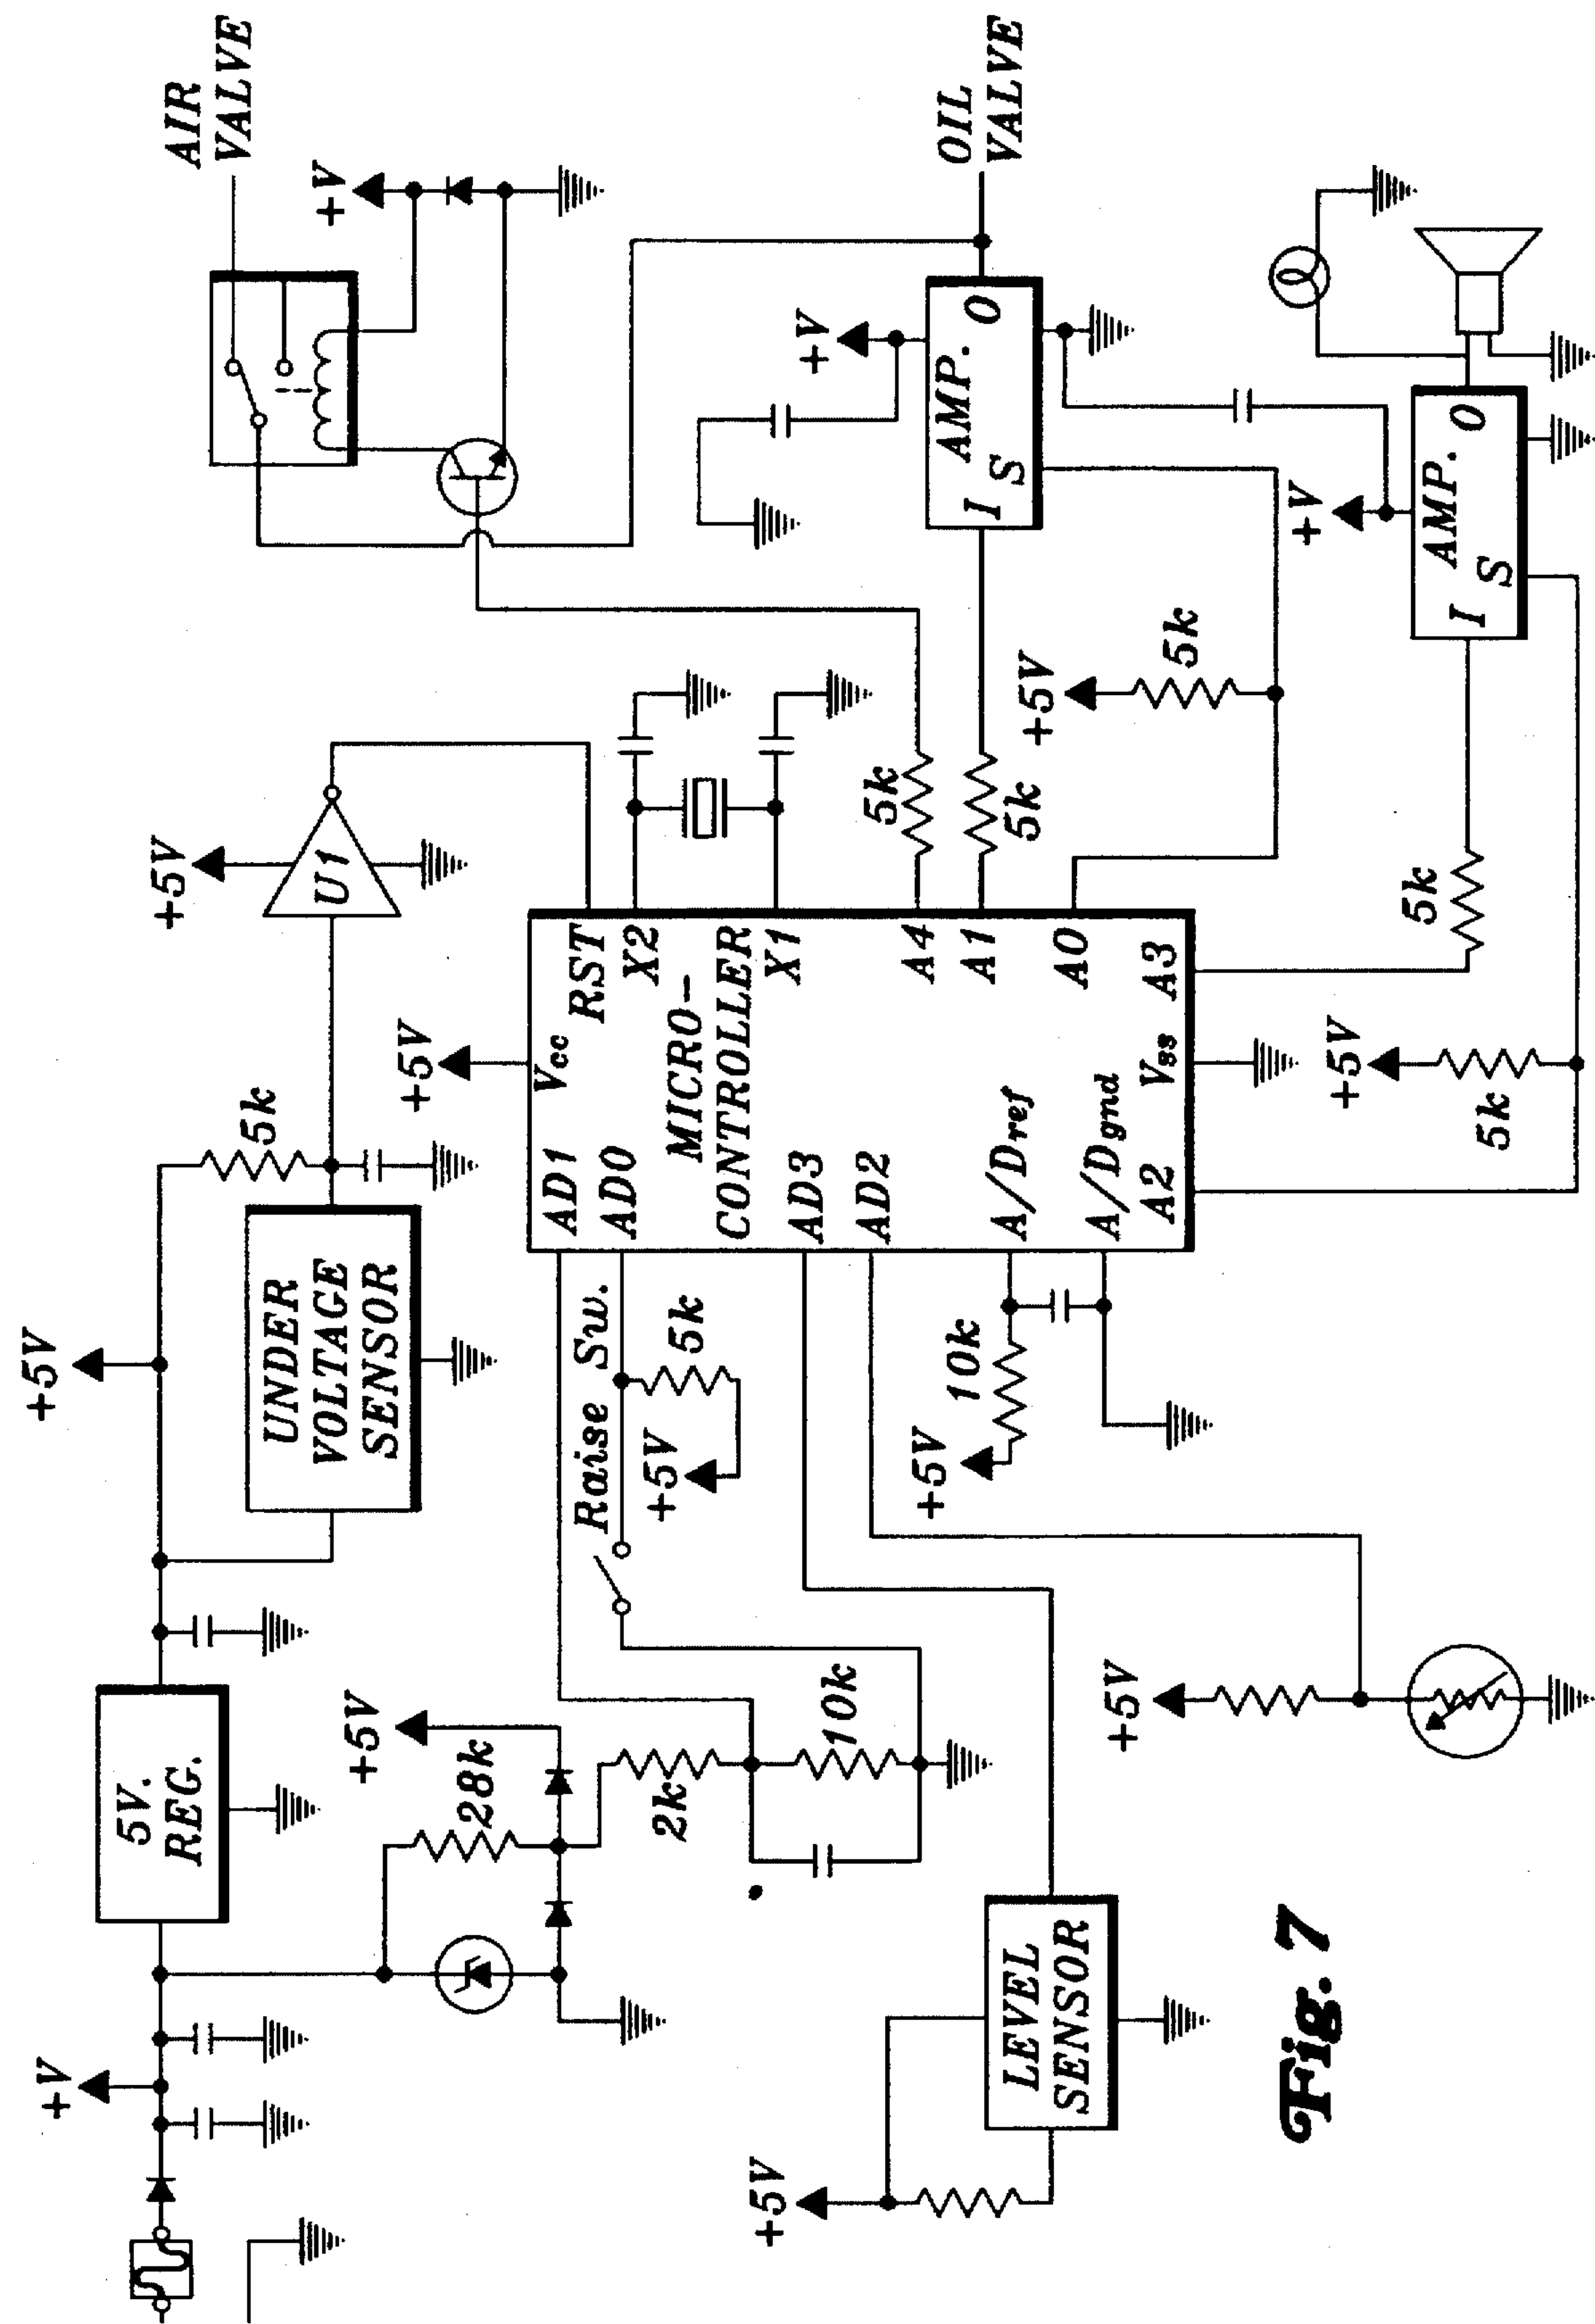 +V
5V.
REG.
+5V
UNDER
VOLTAGE
SENSOR
5k
+5V
U1
AIR
VALVE
+V
+5V
28k
2k
10k
Raise Sw.
5k
+5V
+5V
Vcc
RST
X2
MICRO-
CONTROLLER
X1
A4
A1
A0
A3
Vss
AD1
AD0
AD3
AD2
A/Dref
A/Dgnd
A2
10k
+5V
5k
5k
+5V
5k
+V
AMP.
I
S
O
OIL
VALVE
+V
AMP.
I
S
O
5k
+5V
5k
+5V
LEVEL
SENSOR
+5V
Fig. 7